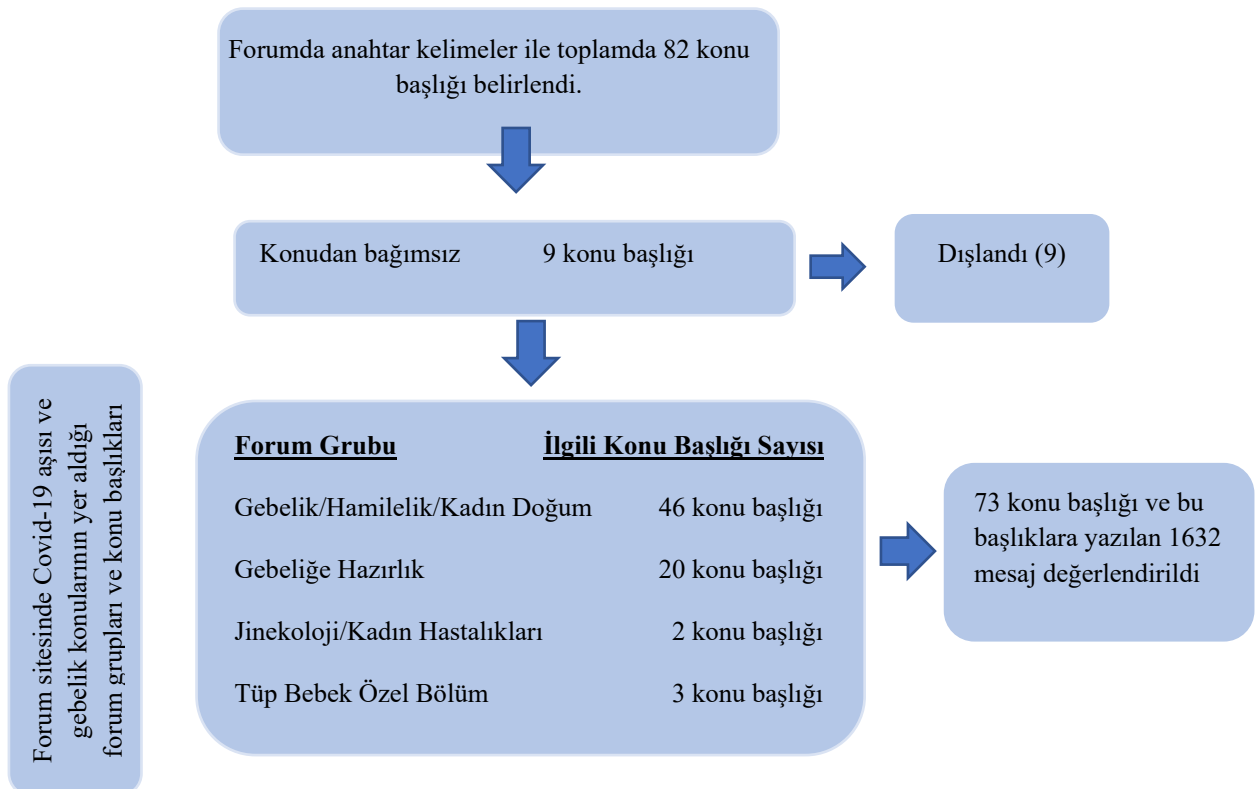 Forumda anahtar kelimeler ile toplamda 82 konu
başlığı belirlendi.
Konudan bağımsız 9 konu başlığı
Dışlandı (9)
Forum sitesinde Covid-19 aşısı ve
gebelik konularının yer aldığı
forum grupları ve konu başlıkları
Forum Grubu İlgili Konu Başlığı Sayısı
Gebelik/Hamilelik/Kadın Doğum 46 konu başlığı
Gebeliğe Hazırlık 20 konu başlığı
Jinekoloji/Kadın Hastalıkları 2 konu başlığı
Tüp Bebek Özel Bölüm 3 konu başlığı
73 konu başlığı ve bu
başlıklara yazılan 1632
mesaj değerlendirildi